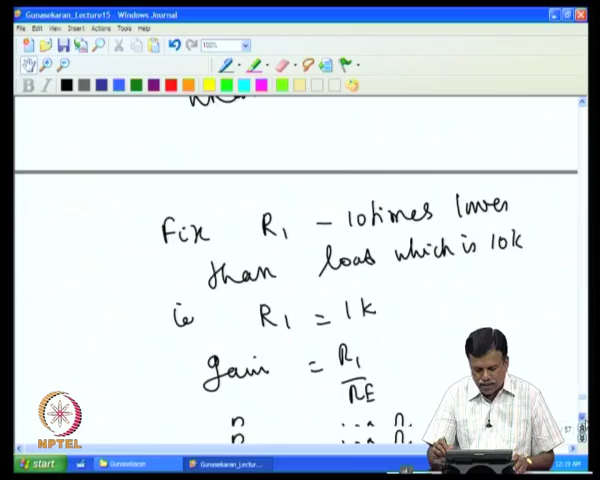 Gunasekaran_Lecture15 - Windows Journal
File Edit View Insert Actions Tools Help
100%
B I
Fix R1 - 10 times lower
than load which is 10k
ie R1 = 1k
gain = R1
RE
NPTEL
57
start
Gunasekaran
Gunasekaran_Lectur...
12:19 AM